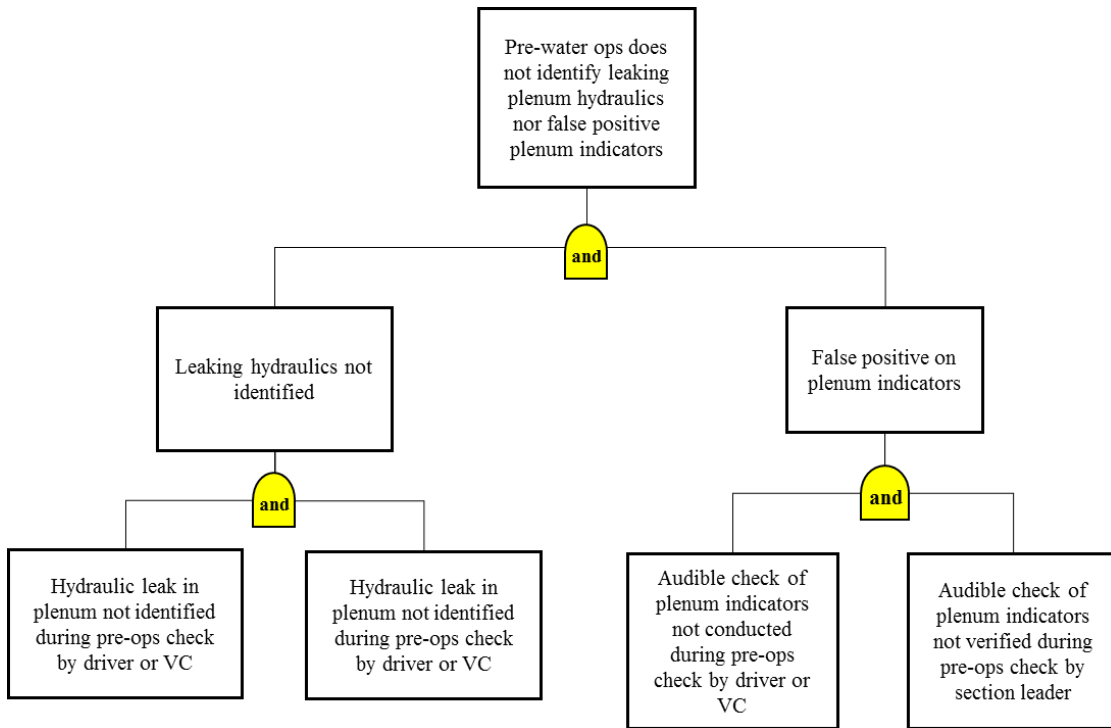 Pre-water ops does
not identify leaking
plenum hydraulics
nor false positive
plenum indicators
and
Leaking hydraulics not
identified
False positive on
plenum indicators
and
and
Hydraulic leak in
plenum not identified
during pre-ops check
by driver or VC
Hydraulic leak in
plenum not identified
during pre-ops check
by driver or VC
Audible check of
plenum indicators
not conducted
during pre-ops
check by driver or
VC
Audible check of
plenum indicators
not verified during
pre-ops check by
section leader